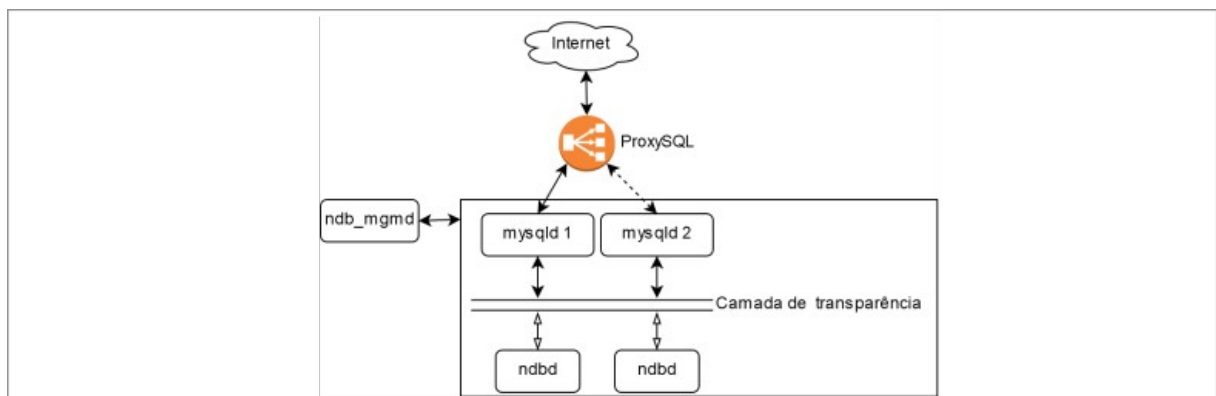 Internet
ProxySQL
ndb_mgmd
mysqld 1
mysqld 2
Camada de transparência
ndbd
ndbd